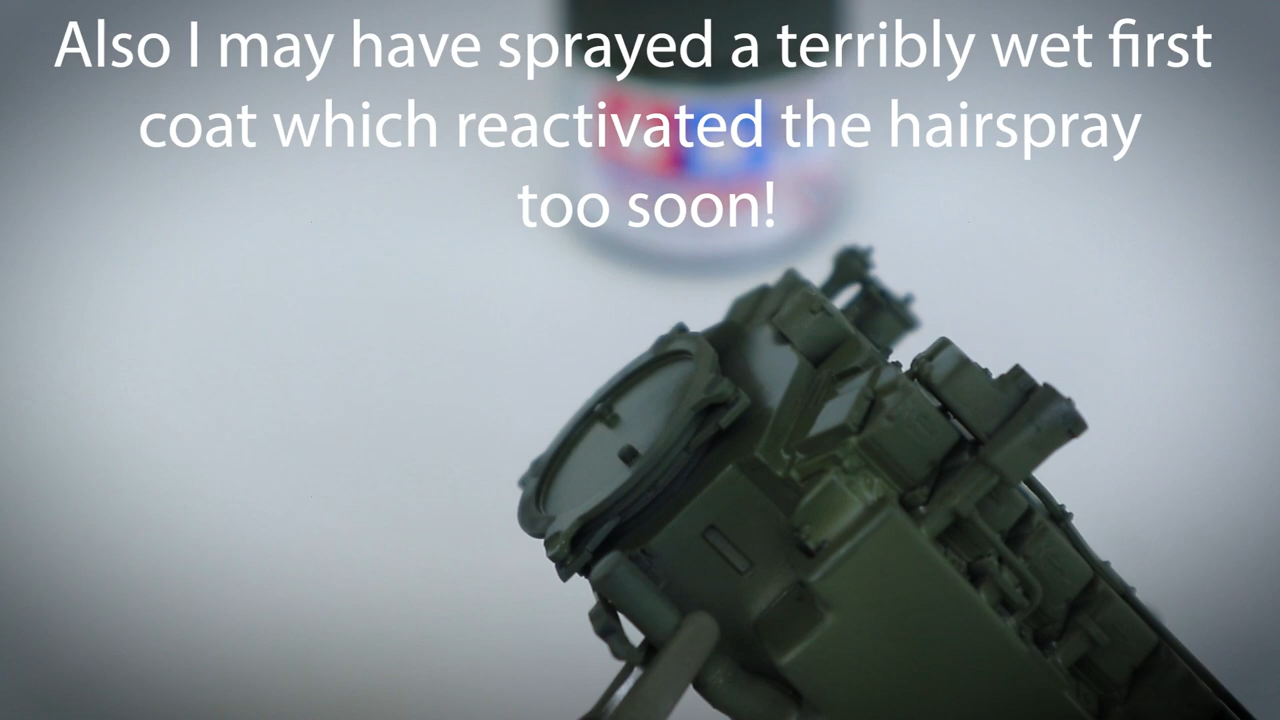 Also I may have sprayed a terribly wet first
coat which reactivated the hairspray
too soon!